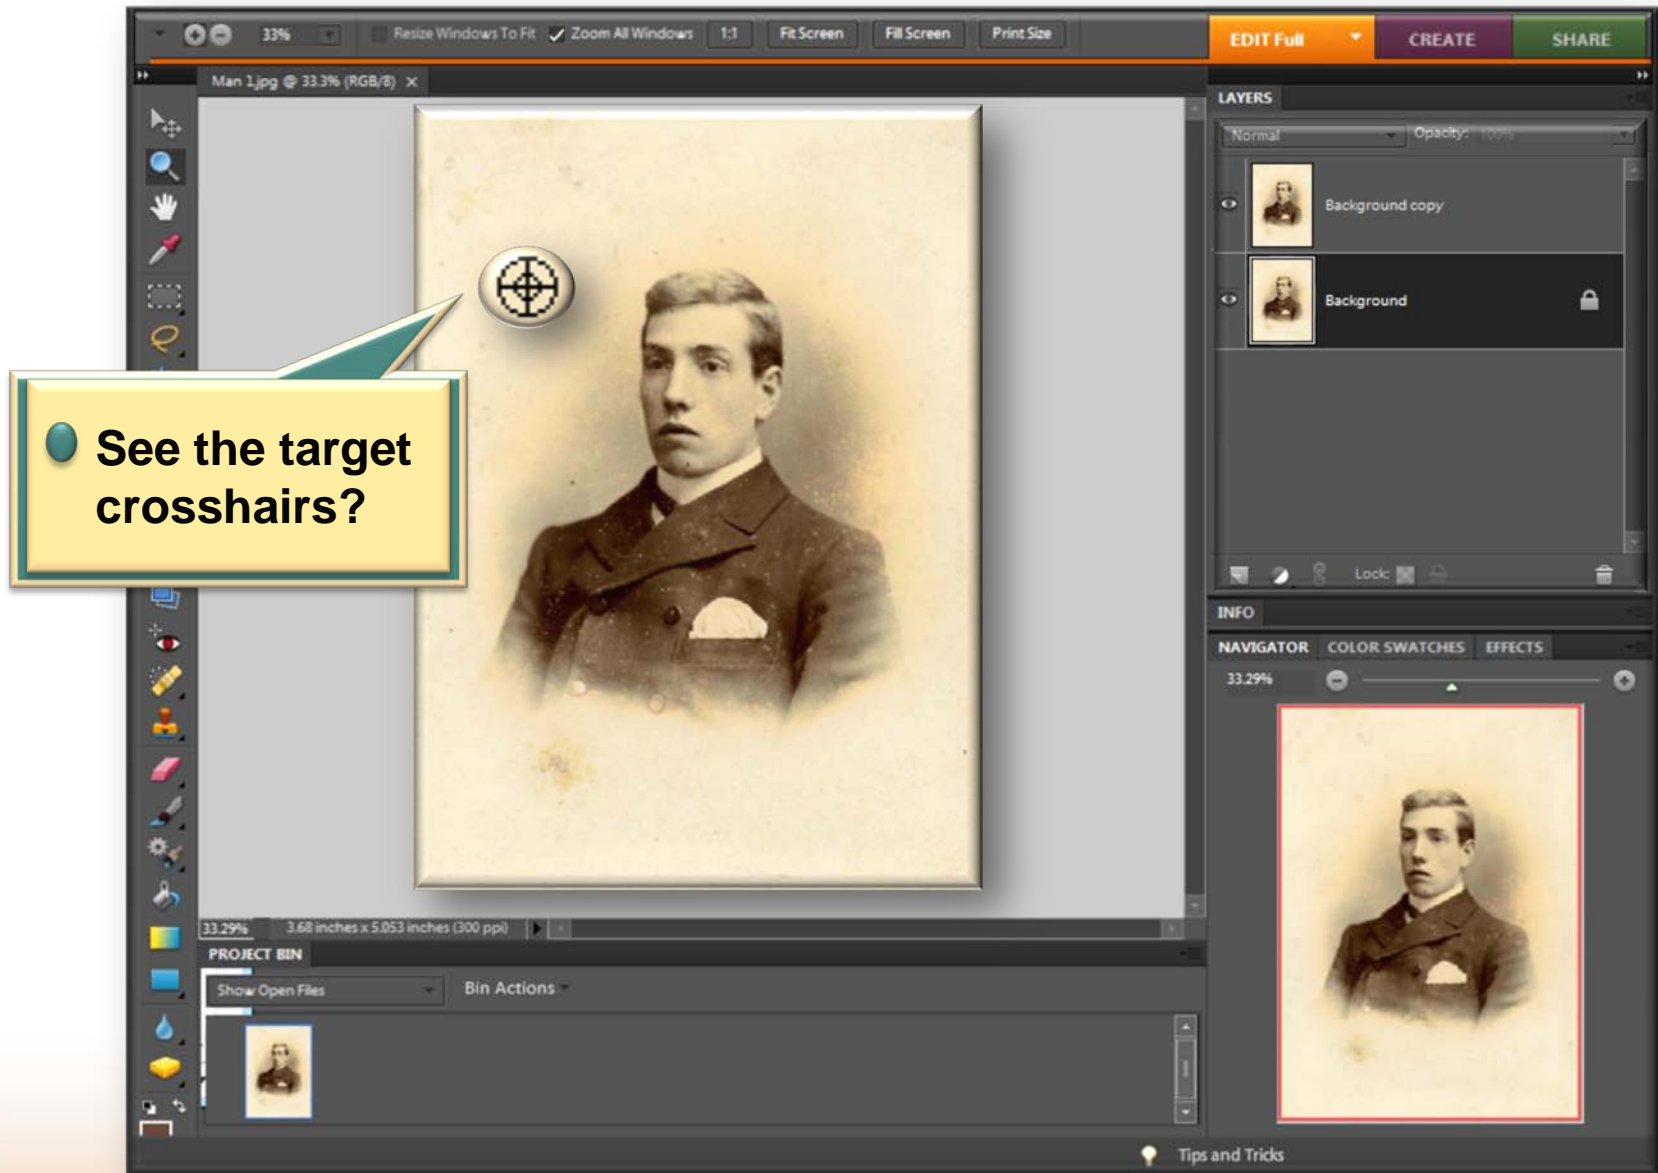 33%
Resize Windows To Fit
Zoom All Windows
1:1
Fit Screen
Fill Screen
Print Size
EDIT Full
CREATE
SHARE
Man 1.jpg @ 33.3% (RGB/8) ×
LAYERS
Normal
Opacity: 100%
Background copy
Background
See the target
crosshairs?
Lock:
INFO
NAVIGATOR
COLOR SWATCHES
EFFECTS
33.29%
33.29%
3.68 inches x 5.053 inches (300 ppi)
PROJECT BIN
Show Open Files
Bin Actions
Tips and Tricks